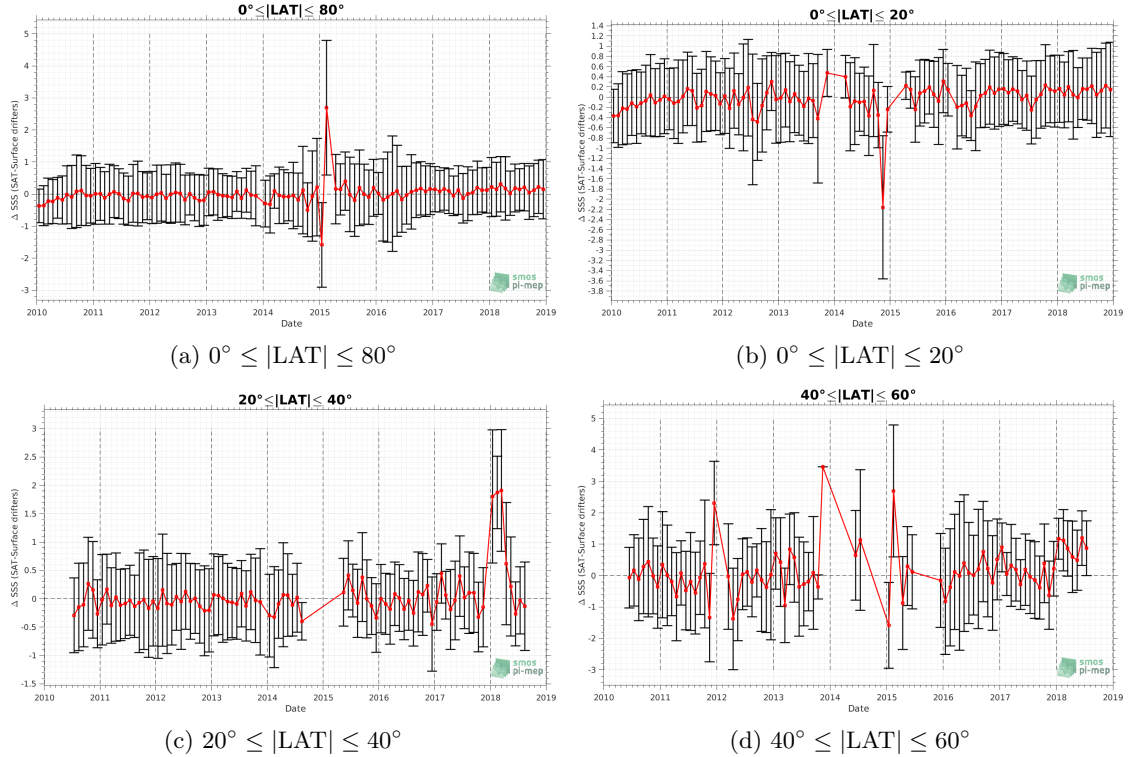 0°≤|LAT|≤ 80°
Δ SSS (SAT-Surface drifters)
5
4
3
2
1
0
-1
-2
-3
2010 2011 2012 2013 2014 2015 2016 2017 2018 2019
Date
smos
pi-mep
(a) 0° ≤ |LAT| ≤ 80°
0°≤|LAT|≤ 20°
Δ SSS (SAT-Surface drifters)
1.4
1.2
1
0.8
0.6
0.4
0.2
0
-0.2
-0.4
-0.6
-0.8
-1
-1.2
-1.4
-1.6
-1.8
-2
-2.2
-2.4
-2.6
-2.8
-3
-3.2
-3.4
-3.6
-3.8
2010 2011 2012 2013 2014 2015 2016 2017 2018 2019
Date
smos
pi-mep
(b) 0° ≤ |LAT| ≤ 20°
20°≤|LAT|≤ 40°
Δ SSS (SAT-Surface drifters)
3
2.5
2
1.5
1
0.5
0
-0.5
-1
-1.5
2010 2011 2012 2013 2014 2015 2016 2017 2018 2019
Date
smos
pi-mep
(c) 20° ≤ |LAT| ≤ 40°
40°≤|LAT|≤ 60°
Δ SSS (SAT-Surface drifters)
5
4
3
2
1
0
-1
-2
-3
2010 2011 2012 2013 2014 2015 2016 2017 2018 2019
Date
smos
pi-mep
(d) 40° ≤ |LAT| ≤ 60°